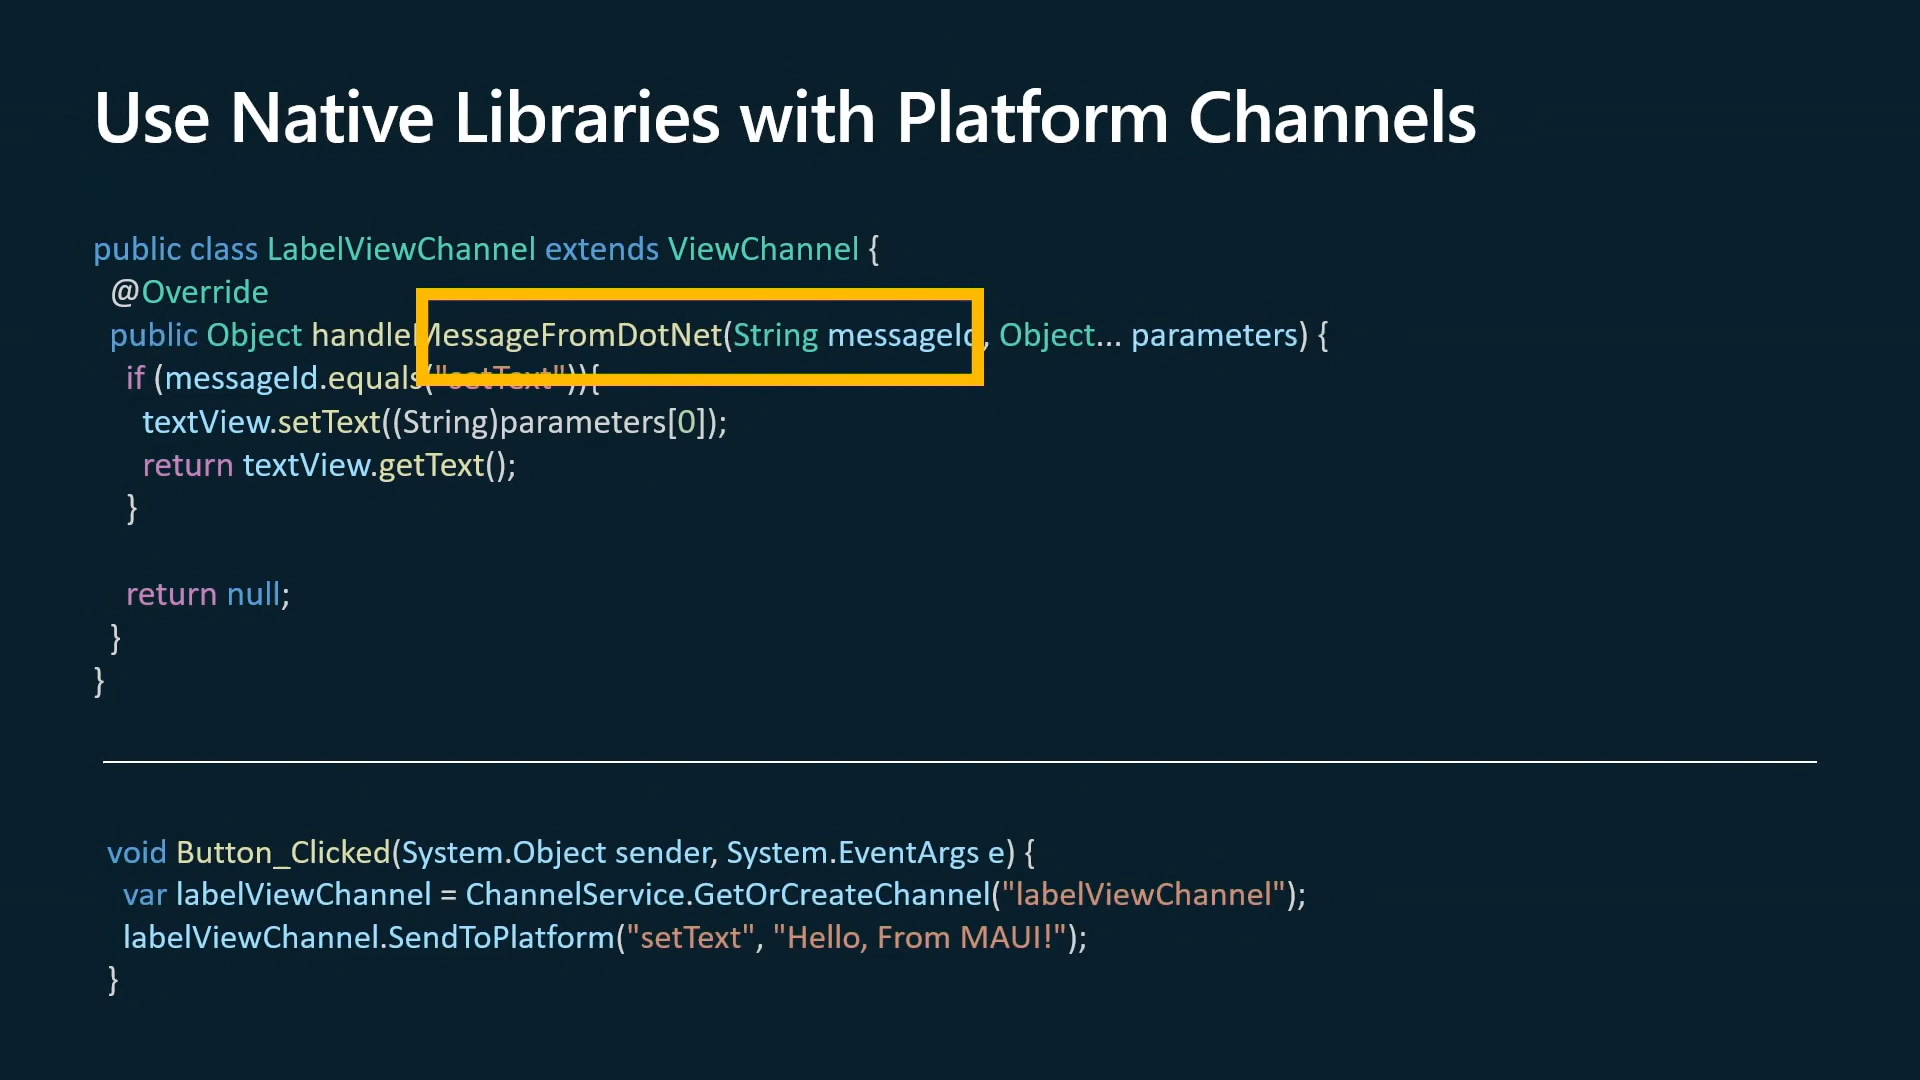 Use Native Libraries with Platform Channels
public class LabelViewChannel extends ViewChannel {
@Override
public Object handleMessageFromDotNet(String messageId, Object... parameters) {
if (messageId.equals("setText")){
textView.setText((String)parameters[0]);
return textView.getText();
}
return null;
}
}
void Button_Clicked(System.Object sender, System.EventArgs e) {
var labelViewChannel = ChannelService.GetOrCreateChannel("labelViewChannel");
labelViewChannel.SendToPlatform("setText", "Hello, From MAUI!");
}